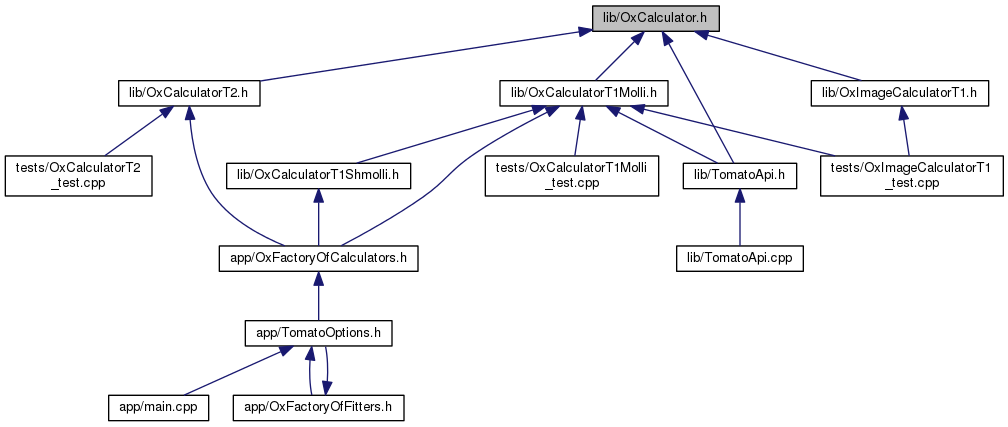 lib/OxCalculator.h
lib/OxCalculatorT2.h
lib/OxCalculatorT1Molli.h
lib/OxImageCalculatorT1.h
tests/OxCalculatorT2
_test.cpp
lib/OxCalculatorT1Shmolli.h
tests/OxCalculatorT1Molli
_test.cpp
lib/TomatoApi.h
tests/OxImageCalculatorT1
_test.cpp
app/OxFactoryOfCalculators.h
lib/TomatoApi.cpp
app/TomatoOptions.h
app/main.cpp
app/OxFactoryOfFitters.h